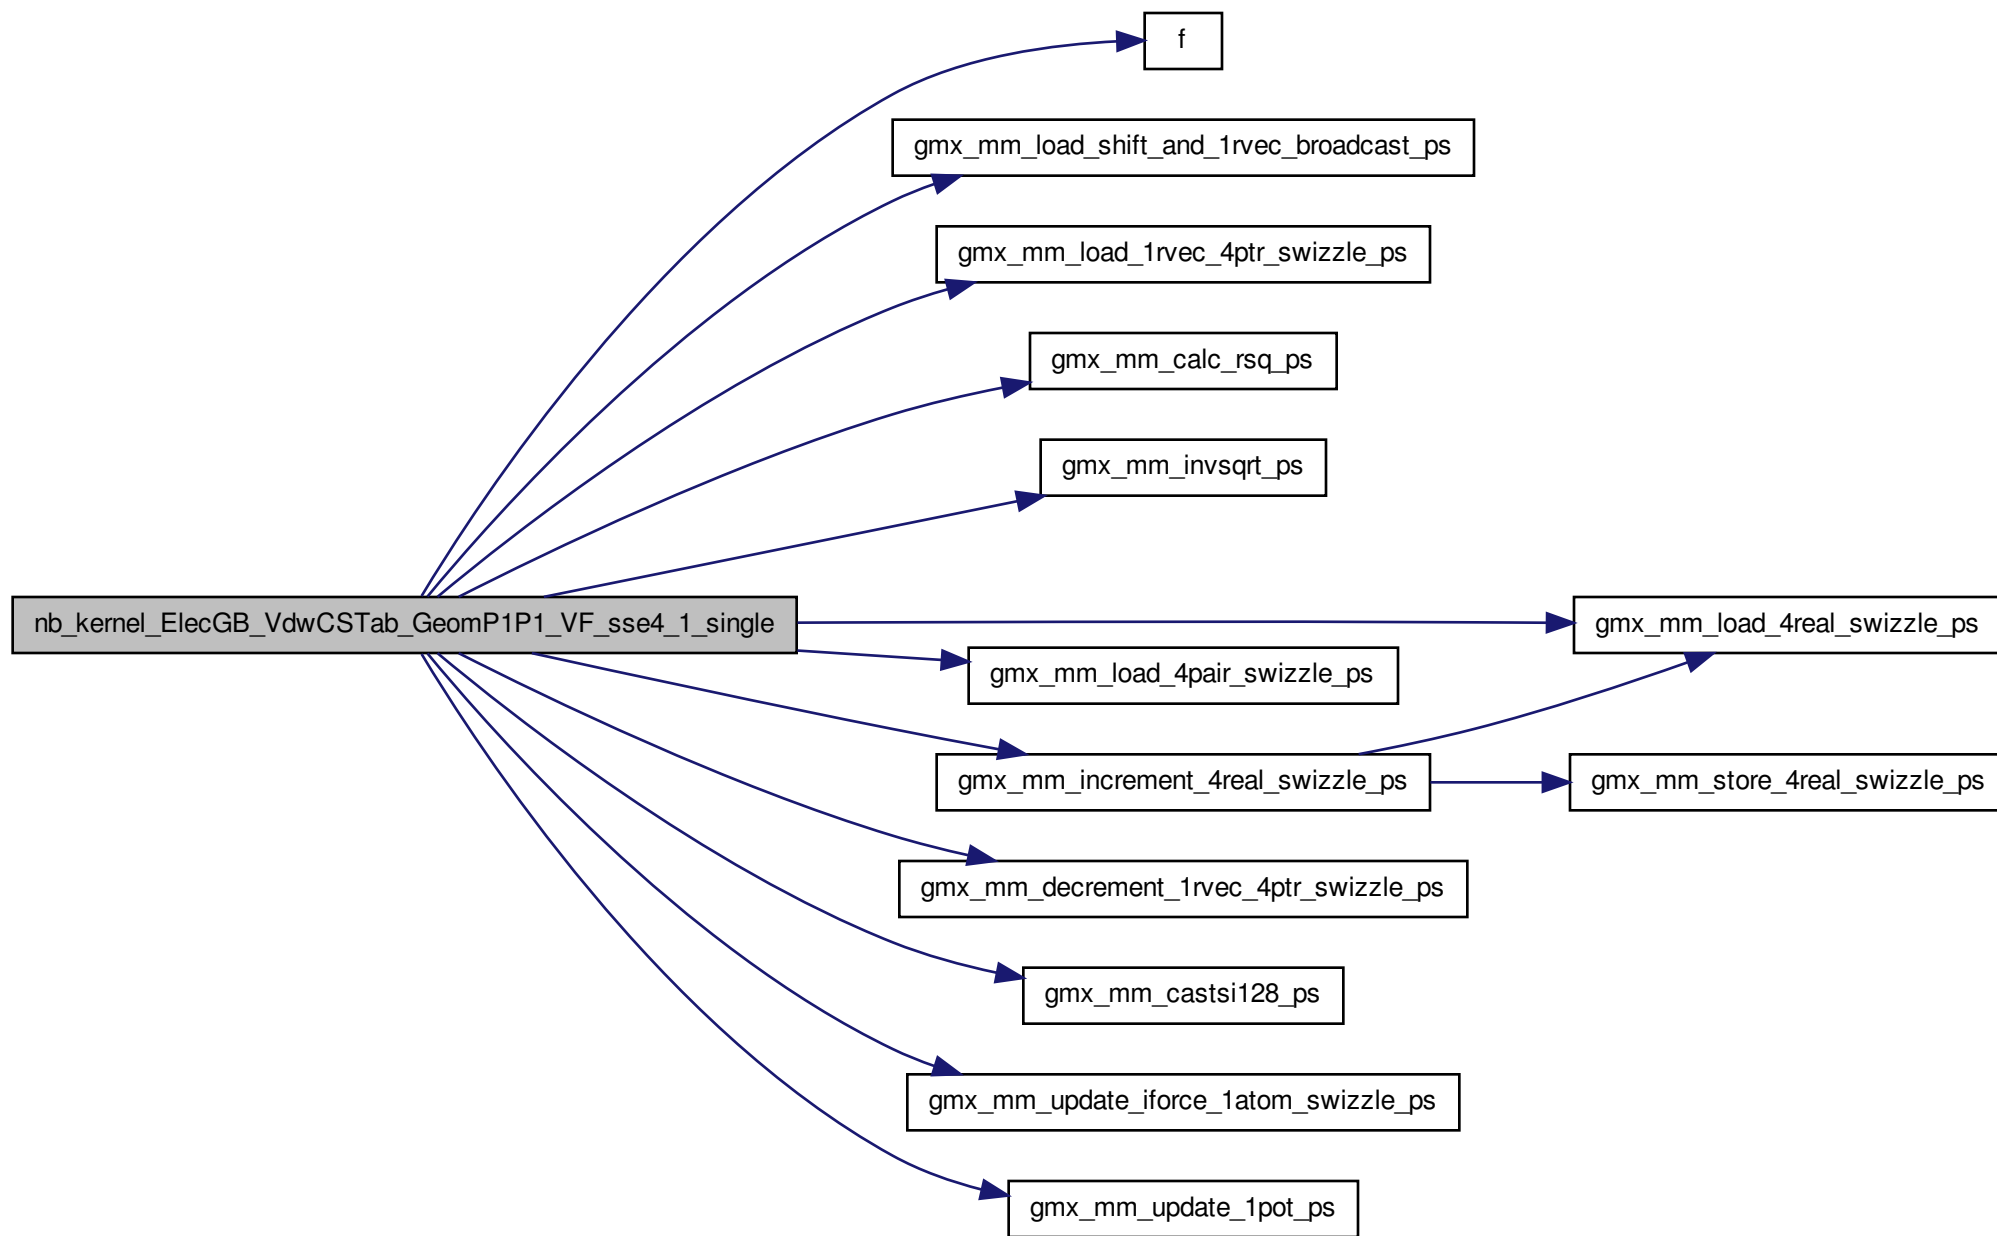 f
gmx_mm_load_shift_and_1rvec_broadcast_ps
gmx_mm_load_1rvec_4ptr_swizzle_ps
gmx_mm_calc_rsq_ps
gmx_mm_invsqrt_ps
nb_kernel_ElecGB_VdwCSTab_GeomP1P1_VF_sse4_1_single
gmx_mm_load_4real_swizzle_ps
gmx_mm_load_4pair_swizzle_ps
gmx_mm_increment_4real_swizzle_ps
gmx_mm_store_4real_swizzle_ps
gmx_mm_decrement_1rvec_4ptr_swizzle_ps
gmx_mm_castsi128_ps
gmx_mm_update_iforce_1atom_swizzle_ps
gmx_mm_update_1pot_ps